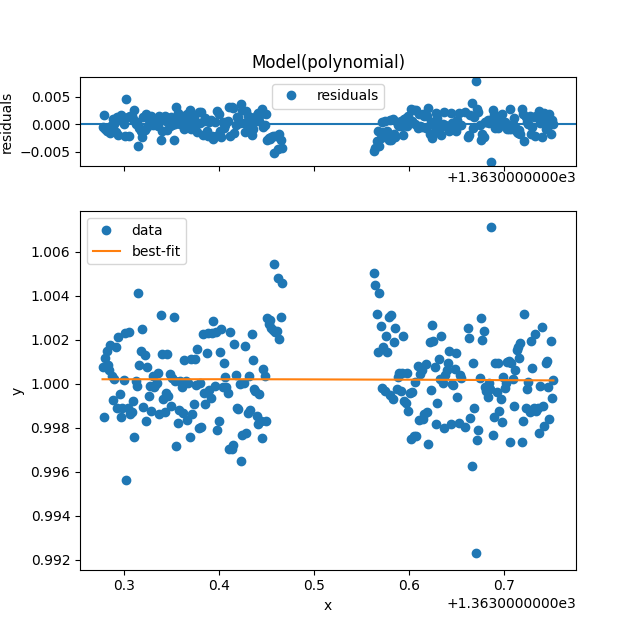 Model(polynomial)
residuals
0.005
0.000
−0.005
residuals
+1.3630000000e3
data
best-fit
1.006
1.004
1.002
1.000
0.998
0.996
0.994
0.992
y
0.3 0.4 0.5 0.6 0.7
x
+1.3630000000e3